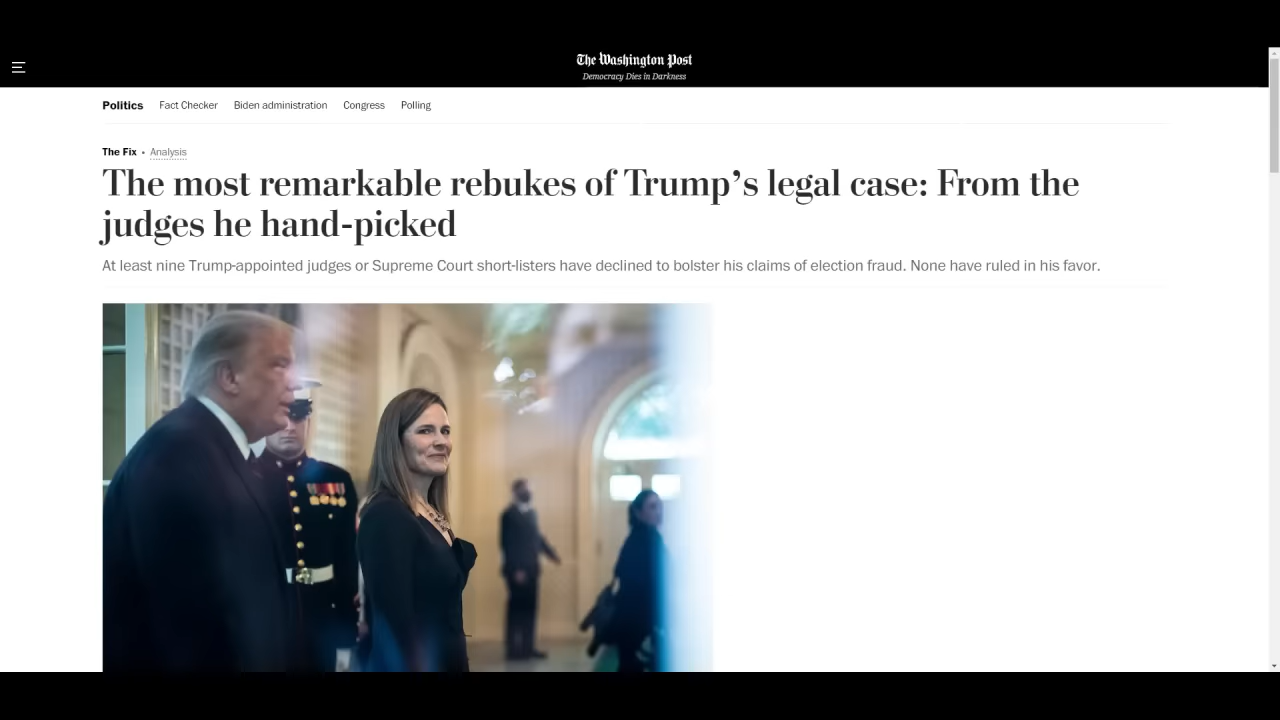 The Washington Post
Democracy Dies in Darkness
Politics Fact Checker Biden administration Congress Polling
The Fix • Analysis
The most remarkable rebukes of Trump’s legal case: From the
judges he hand-picked
At least nine Trump-appointed judges or Supreme Court short-listers have declined to bolster his claims of election fraud. None have ruled in his favor.